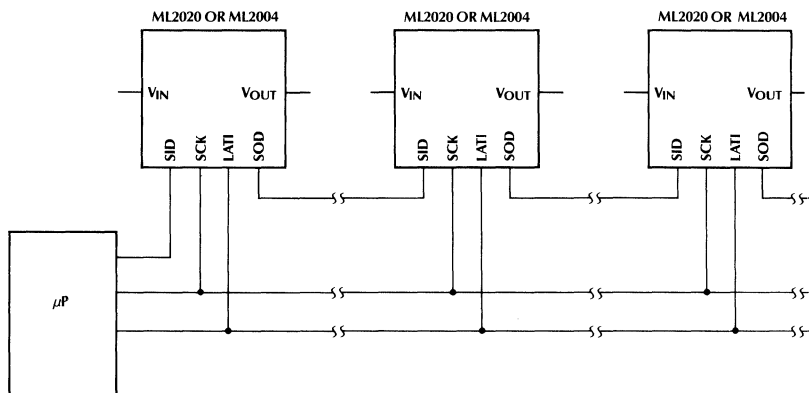 ML2020 OR ML2004 ML2020 OR ML2004 ML2020 OR ML2004
VIN VOUT VIN VOUT VIN VOUT
SID SCK LATI SOD SID SCK LATI SOD SID SCK LATI SOD
μP